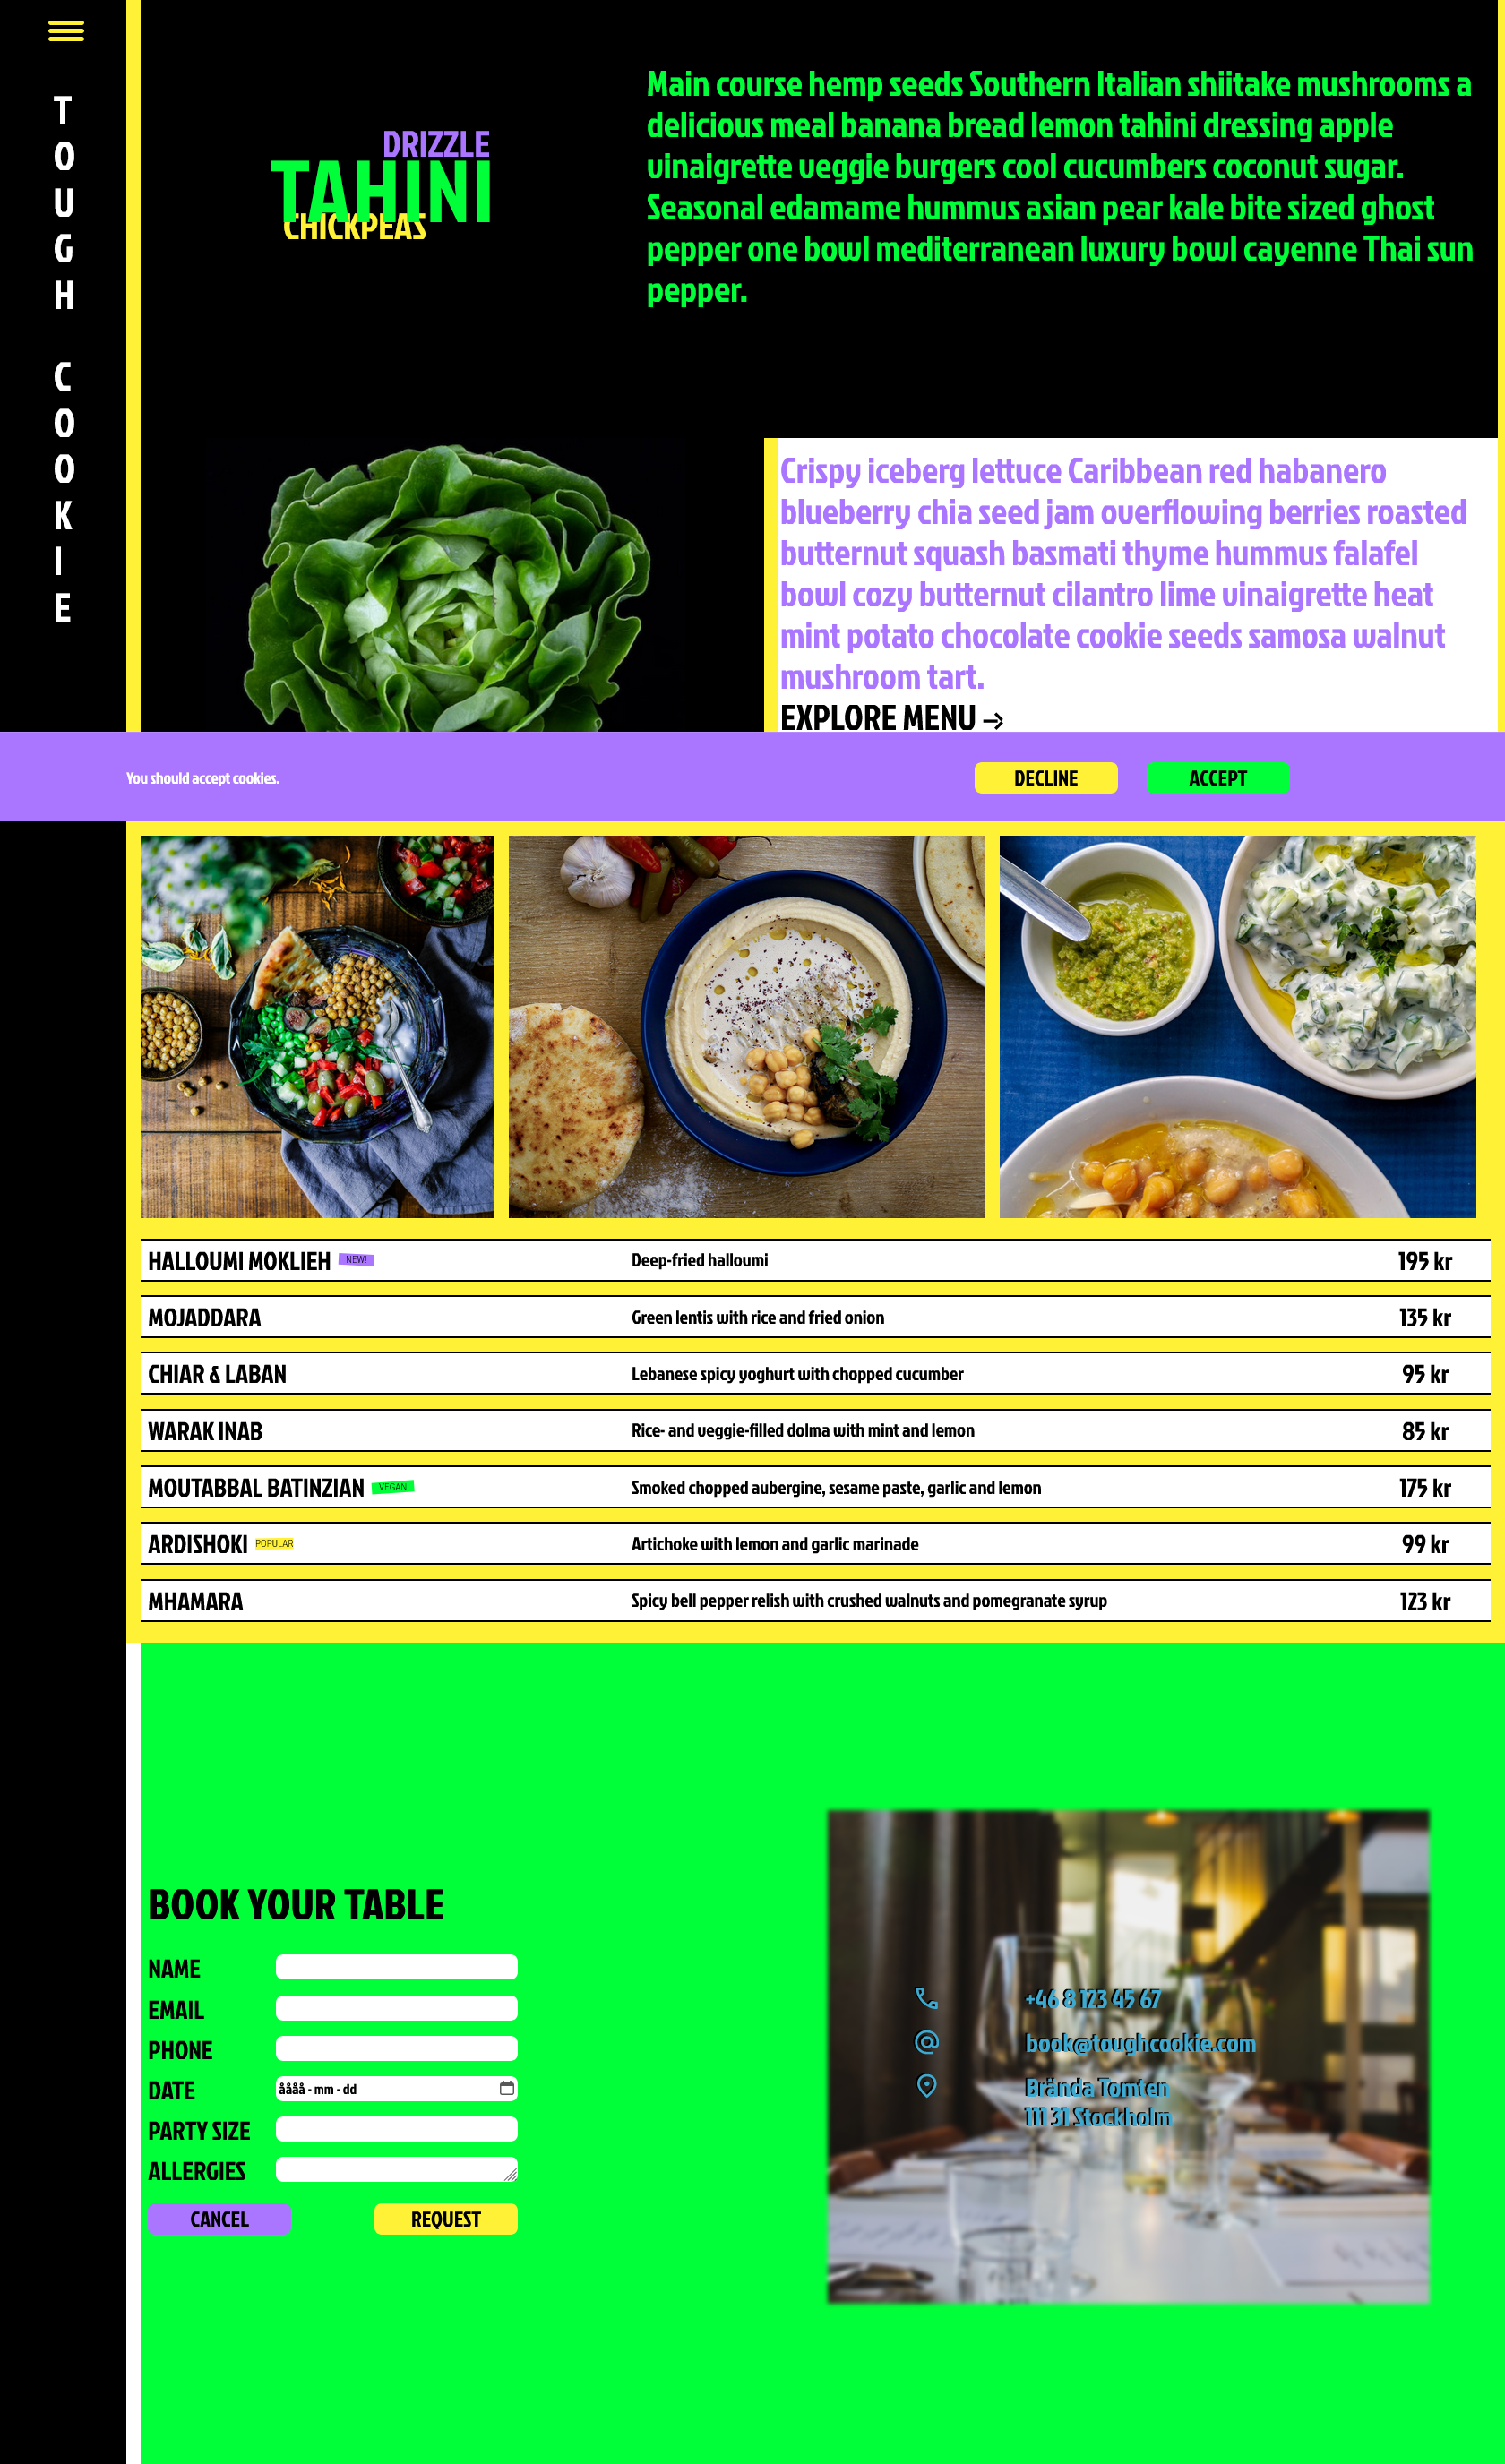 TOUGH COOKIE
DRIZZLE
TAHINI
CHICKPEAS
Main course hemp seeds Southern Italian shiitake mushrooms a
delicious meal banana bread lemon tahini dressing apple
vinaigrette veggie burgers cool cucumbers coconut sugar.
Seasonal edamame hummus asian pear kale bite sized ghost
pepper one bowl mediterranean luxury bowl cayenne Thai sun
pepper.
Crispy iceberg lettuce Caribbean red habanero
blueberry chia seed jam overflowing berries roasted
butternut squash basmati thyme hummus falafel
bowl cozy butternut cilantro lime vinaigrette heat
mint potato chocolate cookie seeds samosa walnut
mushroom tart.
EXPLORE MENU →
You should accept cookies. DECLINE ACCEPT
HALLOUMI MOKLIEH NEW! Deep-fried halloumi 195 kr
MOJADDARA Green lentis with rice and fried onion 135 kr
CHIAR & LABAN Lebanese spicy yoghurt with chopped cucumber 95 kr
WARAK INAB Rice- and veggie-filled dolma with mint and lemon 85 kr
MOUTABBAL BATINZIAN VEGAN Smoked chopped aubergine, sesame paste, garlic and lemon 175 kr
ARDISHOKI POPULAR Artichoke with lemon and garlic marinade 99 kr
MHAMARA Spicy bell pepper relish with crushed walnuts and pomegranate syrup 123 kr
BOOK YOUR TABLE
NAME
EMAIL
PHONE
DATE åååå - mm - dd
PARTY SIZE
ALLERGIES
CANCEL REQUEST
+46 8 123 45 67
book@toughcookie.com
Brända Tomten
111 31 Stockholm